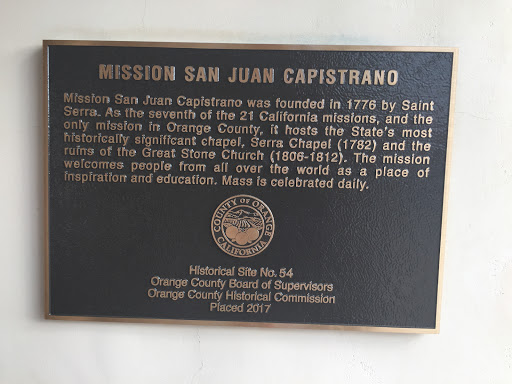 MISSION SAN JUAN CAPISTRANO
Mission San Juan Capistrano was founded in 1776 by Saint
Serra. As the seventh of the 21 California missions, and the
only mission in Orange County, it hosts the State's most
historically significant chapel, Serra Chapel (1782) and the
ruins of the Great Stone Church (1806-1812). The mission
welcomes people from all over the world as a place of
inspiration and education. Mass is celebrated daily.
COUNTY OF ORANGE
CALIFORNIA
Historical Site No. 54
Orange County Board of Supervisors
Orange County Historical Commission
Placed 2017